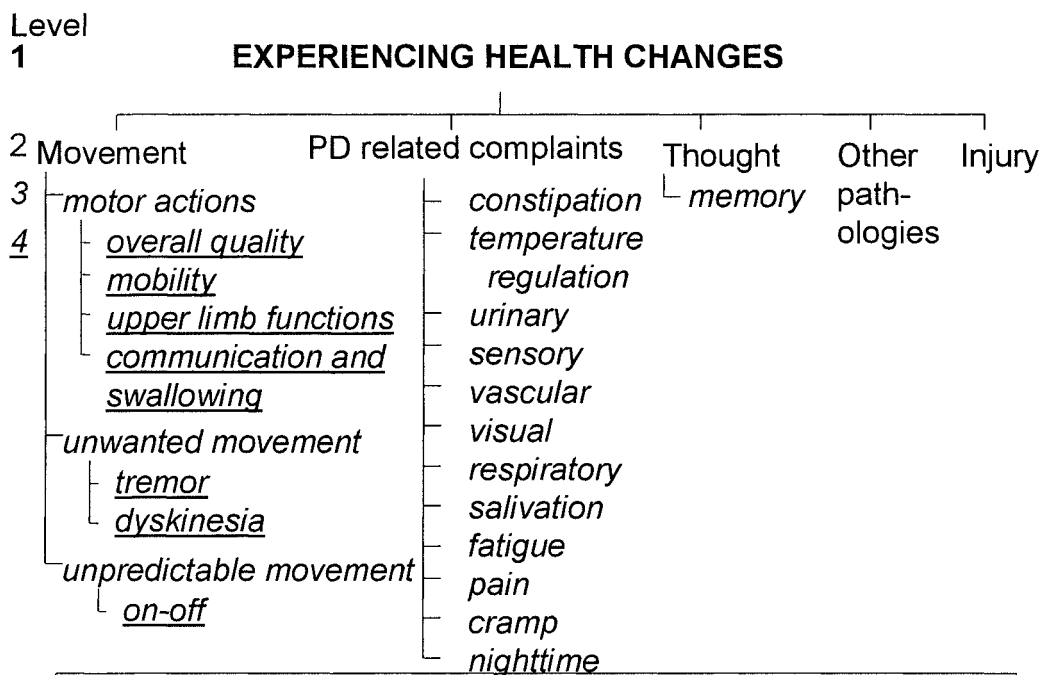 Level
1 EXPERIENCING HEALTH CHANGES
2 Movement
3 motor actions
4 overall quality
mobility
upper limb functions
communication and
swallowing
unwanted movement
tremor
dyskinesia
unpredictable movement
on-off
PD related complaints
constipation
temperature
regulation
urinary
sensory
vascular
visual
respiratory
salivation
fatigue
pain
cramp
nighttime
Thought
memory
Other
path-
ologies
Injury